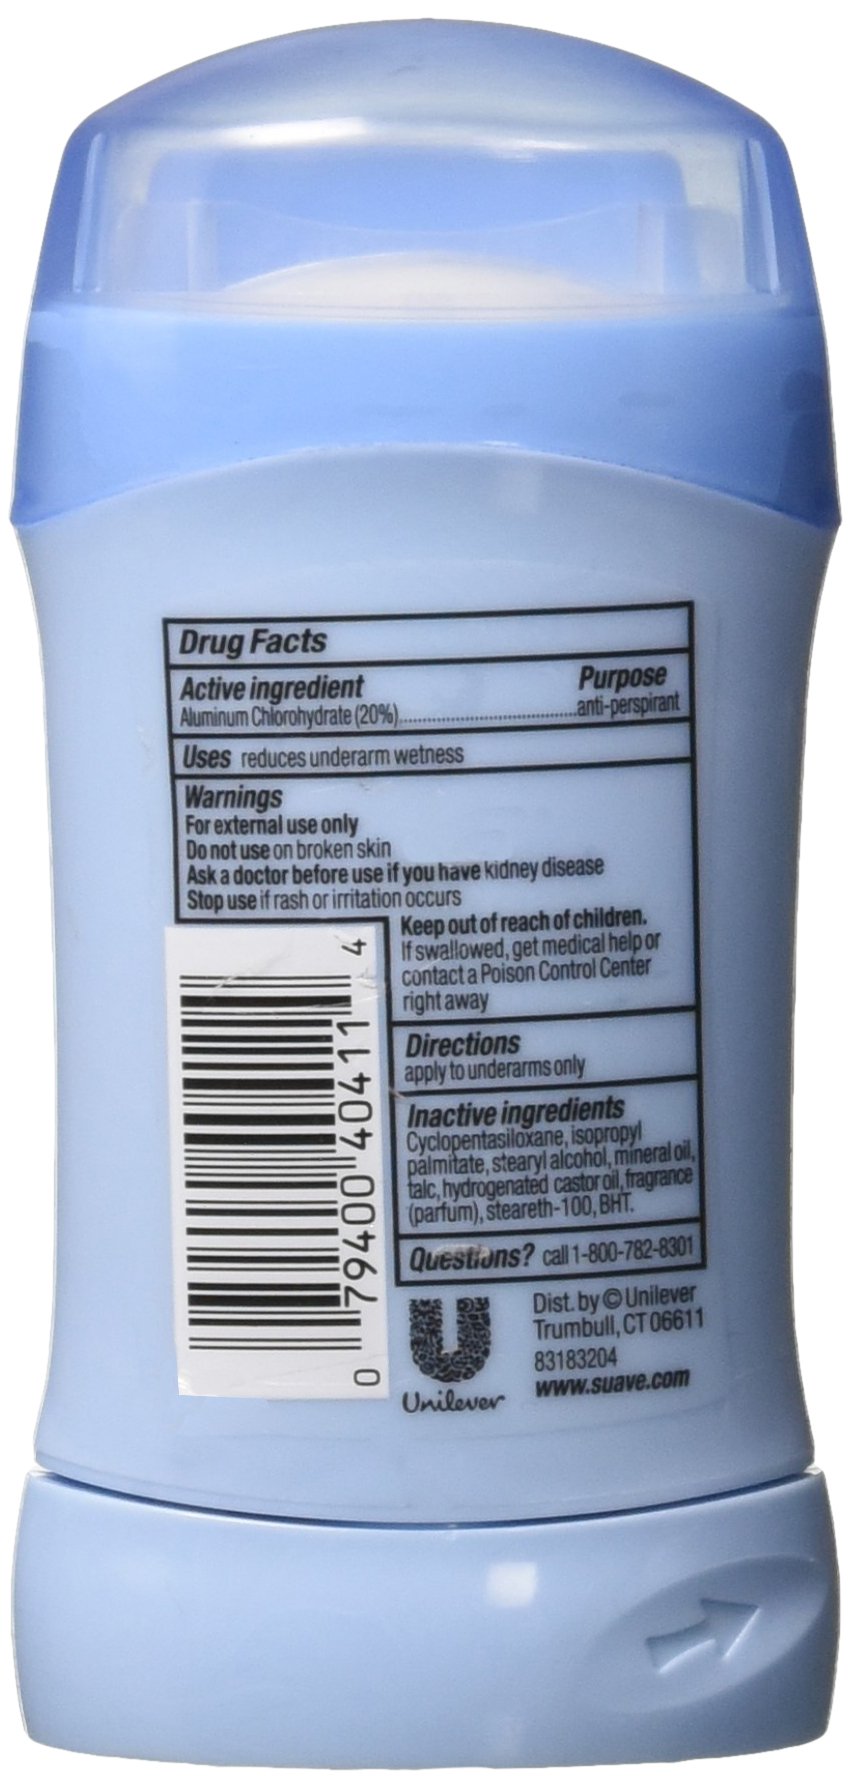 Drug Facts
Active ingredient Purpose
Aluminum Chlorohydrate (20%)..............................................anti-perspirant
Uses reduces underarm wetness
Warnings
For external use only
Do not use on broken skin
Ask a doctor before use if you have kidney disease
Stop use if rash or irritation occurs
Keep out of reach of children.
If swallowed, get medical help or
contact a Poison Control Center
right away
Directions
apply to underarms only
Inactive ingredients
Cyclopentasiloxane, isopropyl
palmitate, stearyl alcohol, mineral oil,
talc, hydrogenated castor oil, fragrance
(parfum), steareth-100, BHT.
Questions? call 1-800-782-8301
0 79400 40411 4
Unilever
Dist. by © Unilever
Trumbull, CT 06611
83183204
www.suave.com